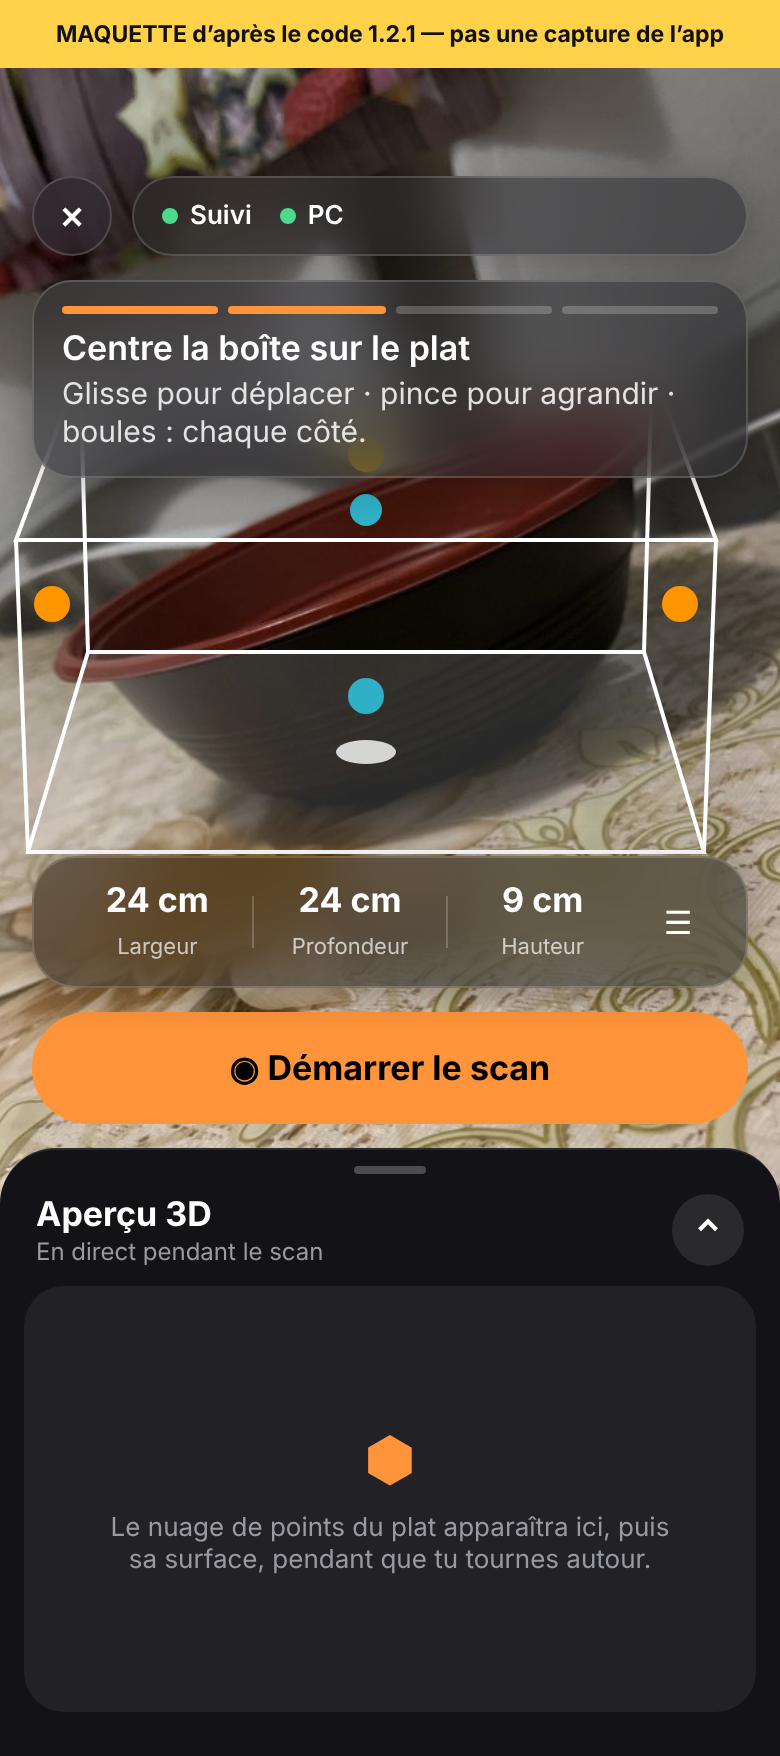 MAQUETTE d’après le code 1.2.1 — pas une capture de l’app
Suivi PC
Centre la boîte sur le plat
Glisse pour déplacer · pince pour agrandir ·
boules : chaque côté.
24 cm 24 cm 9 cm
Largeur Profondeur Hauteur
Démarrer le scan
Aperçu 3D
En direct pendant le scan
Le nuage de points du plat apparaîtra ici, puis
sa surface, pendant que tu tournes autour.